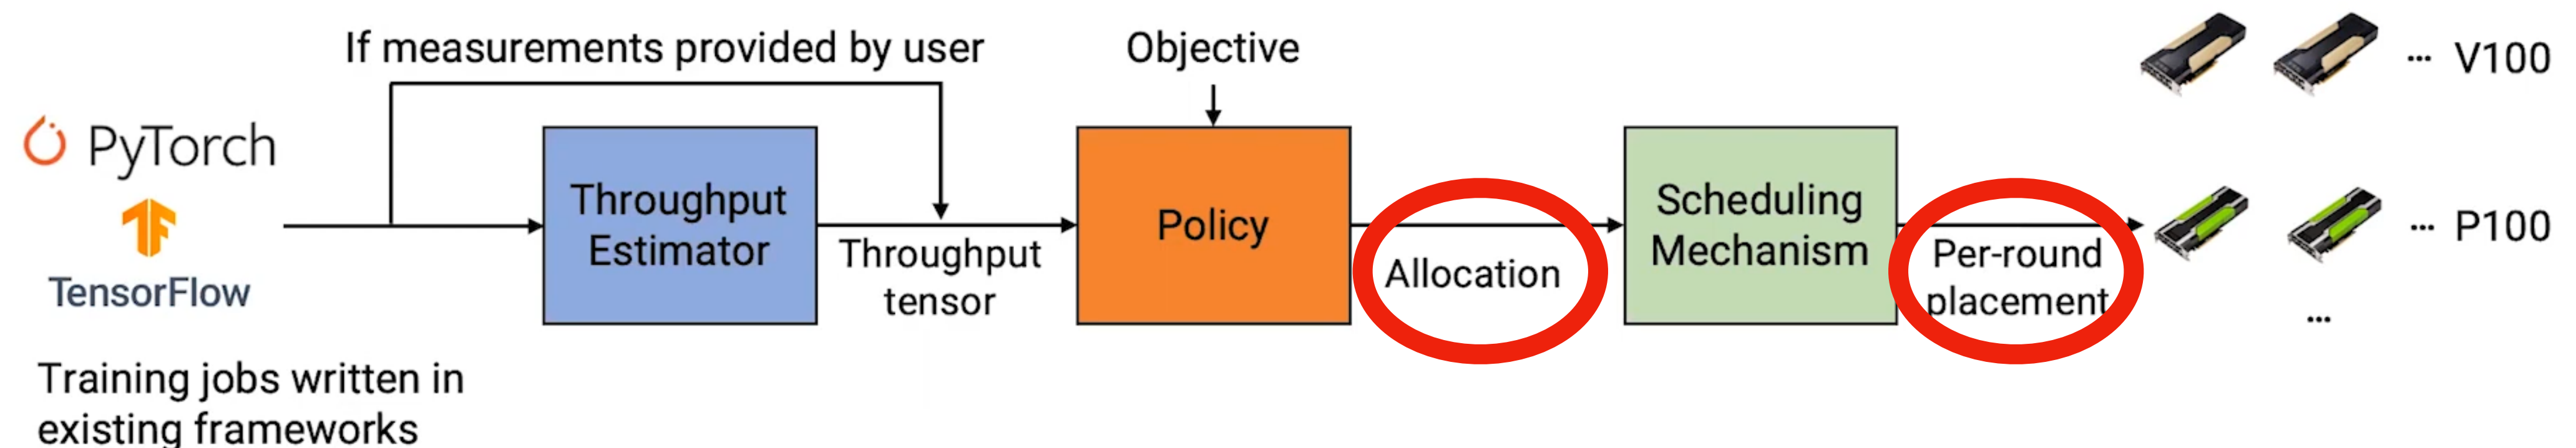 If measurements provided by user
Objective
... V100
PyTorch
TensorFlow
Throughput
Estimator
Throughput
tensor
Policy
Allocation
Scheduling
Mechanism
Per-round
placement
... P100
...
Training jobs written in
existing frameworks